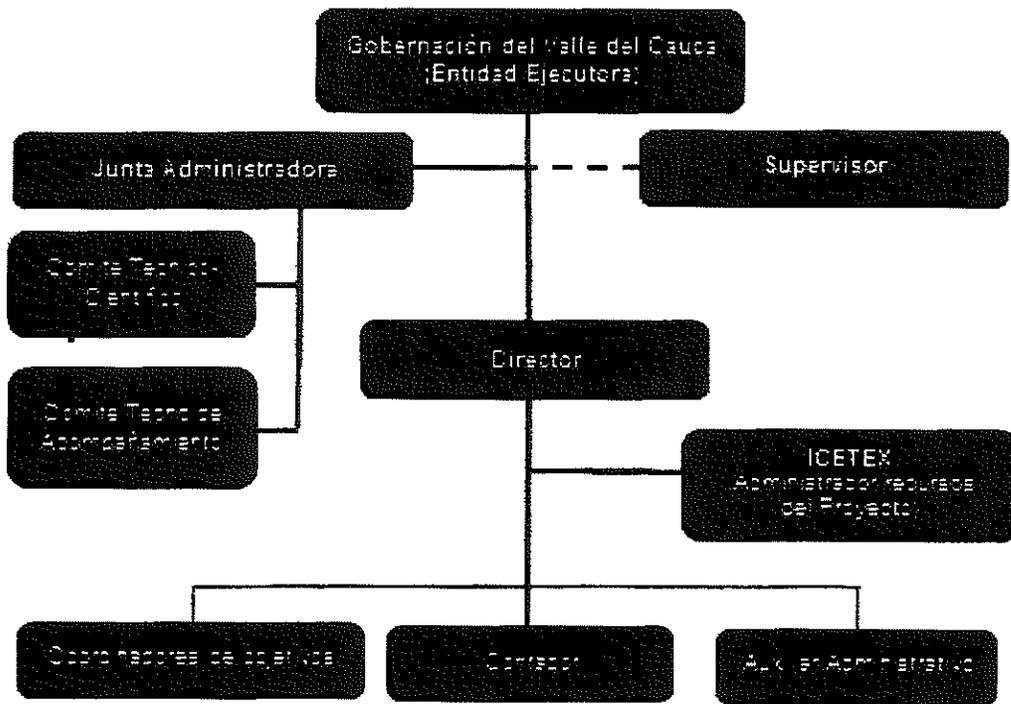 Gobernación del Valle del Cauca
(Entidad Ejecutora)
Junta Administradora
Supervisor
Comité Técnico-
Científico
Director
Comité Técnico de
Acompañamiento
ICETEX
Administrador recursos
del Proyecto
Coordinadores de objetivos
Contador
Auxiliar Administrativo